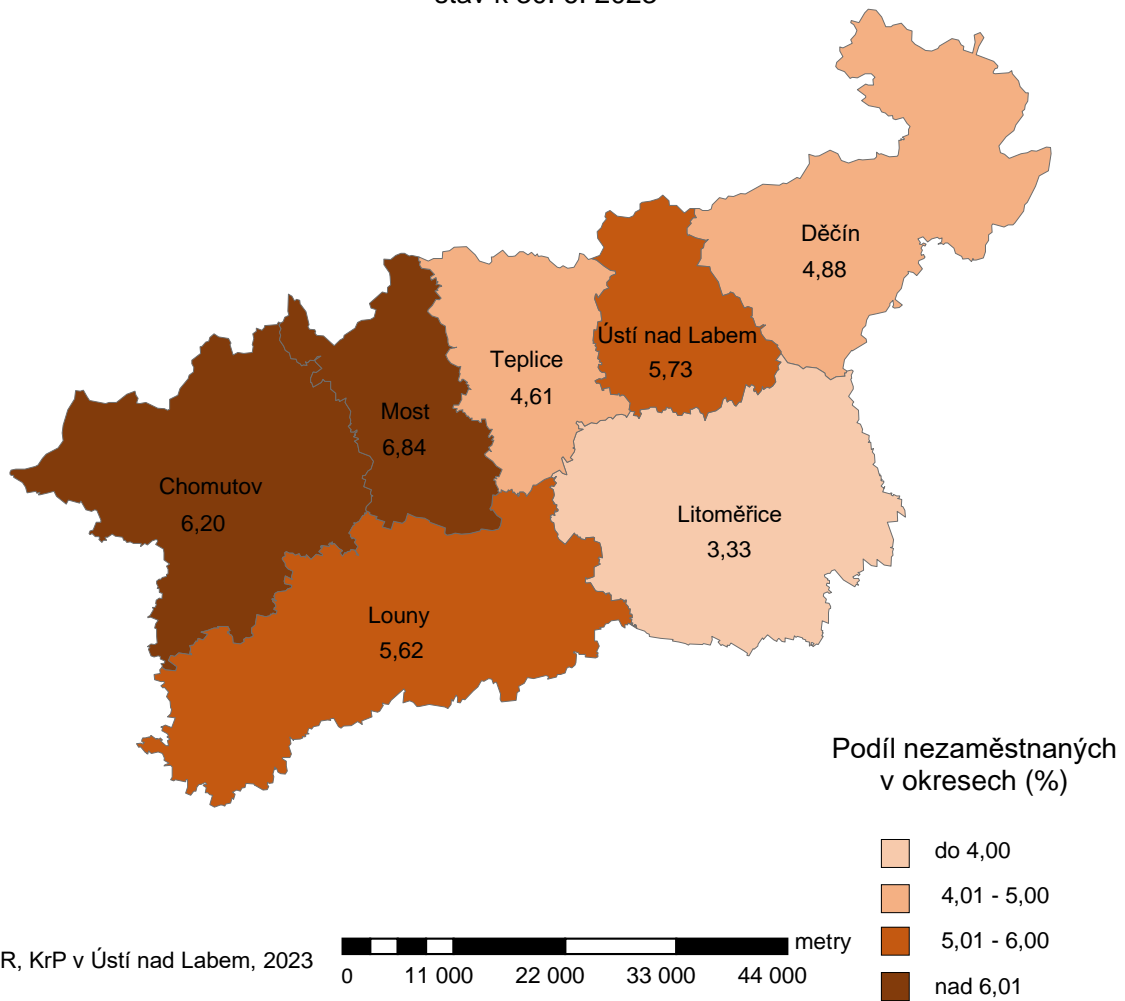 Děčín
4,88
Ústí nad Labem
5,73
Teplice
4,61
Most
6,84
Chomutov
6,20
Litoměřice
3,33
Louny
5,62
Podíl nezaměstnaných
v okresech (%)
do 4,00
4,01 - 5,00
5,01 - 6,00
nad 6,01
R, KrP v Ústí nad Labem, 2023
metry
0 11 000 22 000 33 000 44 000